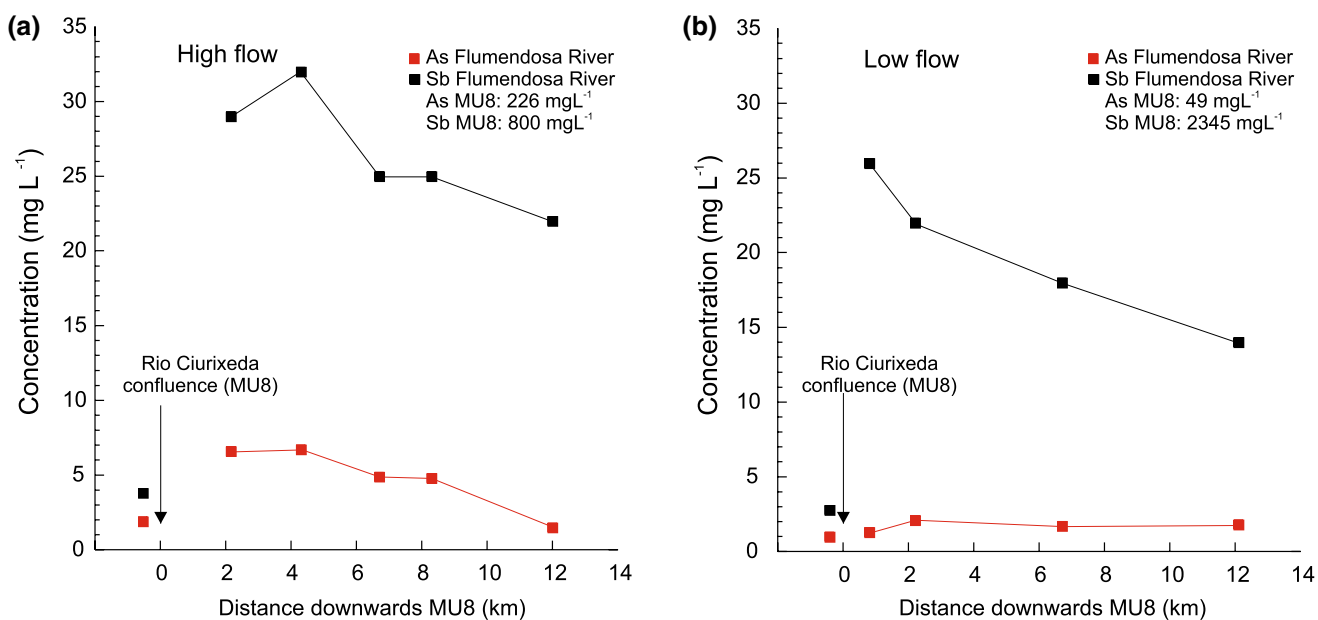 (a)
High flow
As Flumendosa River
Sb Flumendosa River
As MU8: 226 mgL⁻¹
Sb MU8: 800 mgL⁻¹
Rio Ciurixeda
confluence (MU8)
Concentration (mg L⁻¹)
35
30
25
20
15
10
5
0
0 2 4 6 8 10 12 14
Distance downwards MU8 (km)
(b)
Low flow
As Flumendosa River
Sb Flumendosa River
As MU8: 49 mgL⁻¹
Sb MU8: 2345 mgL⁻¹
Rio Ciurixeda
confluence (MU8)
Concentration (mg L⁻¹)
35
30
25
20
15
10
5
0
0 2 4 6 8 10 12 14
Distance downwards MU8 (km)